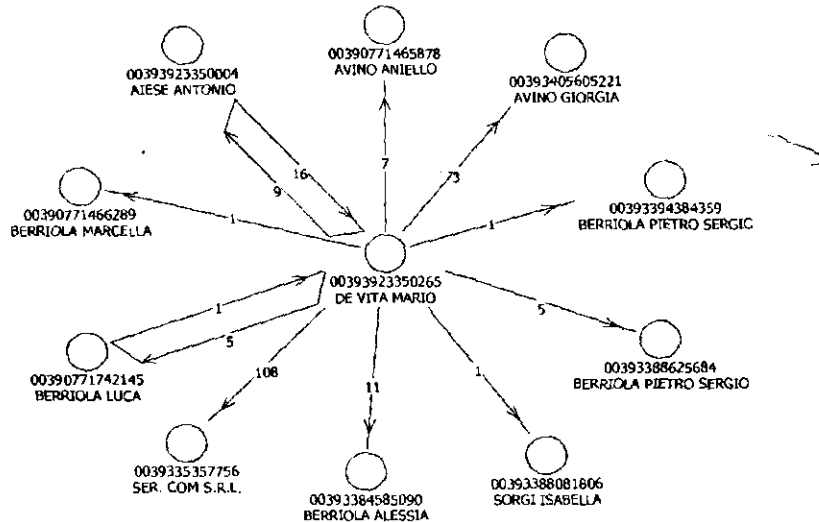 00390771465878
AVINO ANIELLO
00393923350004
AIESE ANTONIO
00393405605221
AVINO GIORGIA
16
7
73
9
00390771466289
BERRIOLA MARCELLA
1
1
00393394384359
BERRIOLA PIETRO SERGIO
00393923350265
DE VITA MARIO
1
5
5
00390771742145
BERRIOLA LUCA
00393388625684
BERRIOLA PIETRO SERGIO
108
11
1
0039335357756
SER. COM S.R.L.
00393384585090
BERRIOLA ALESSIA
00393388081806
SORGI ISABELLA